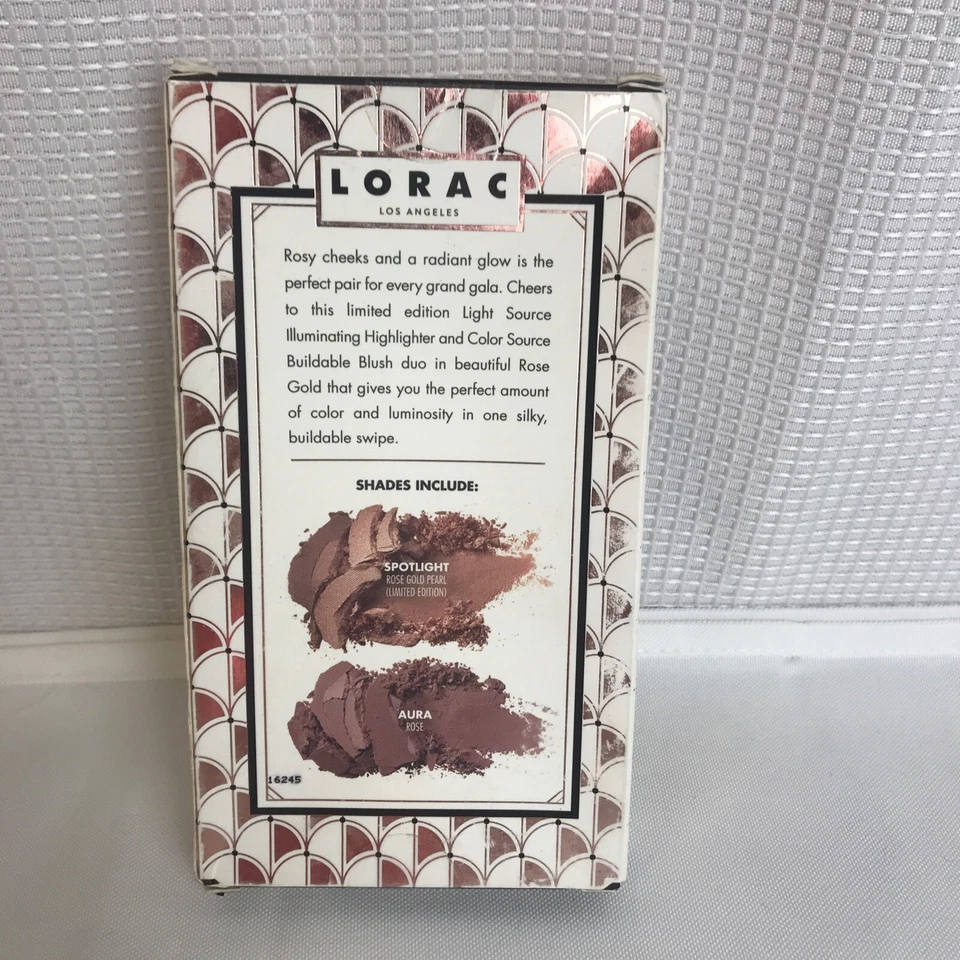 LORAC
LOS ANGELES
Rosy cheeks and a radiant glow is the
perfect pair for every grand gala. Cheers
to this limited edition Light Source
Illuminating Highlighter and Color Source
Buildable Blush duo in beautiful Rose
Gold that gives you the perfect amount
of color and luminosity in one silky,
buildable swipe.
SHADES INCLUDE:
SPOTLIGHT
ROSE GOLD PEARL
(LIMITED EDITION)
AURA
ROSE
16245